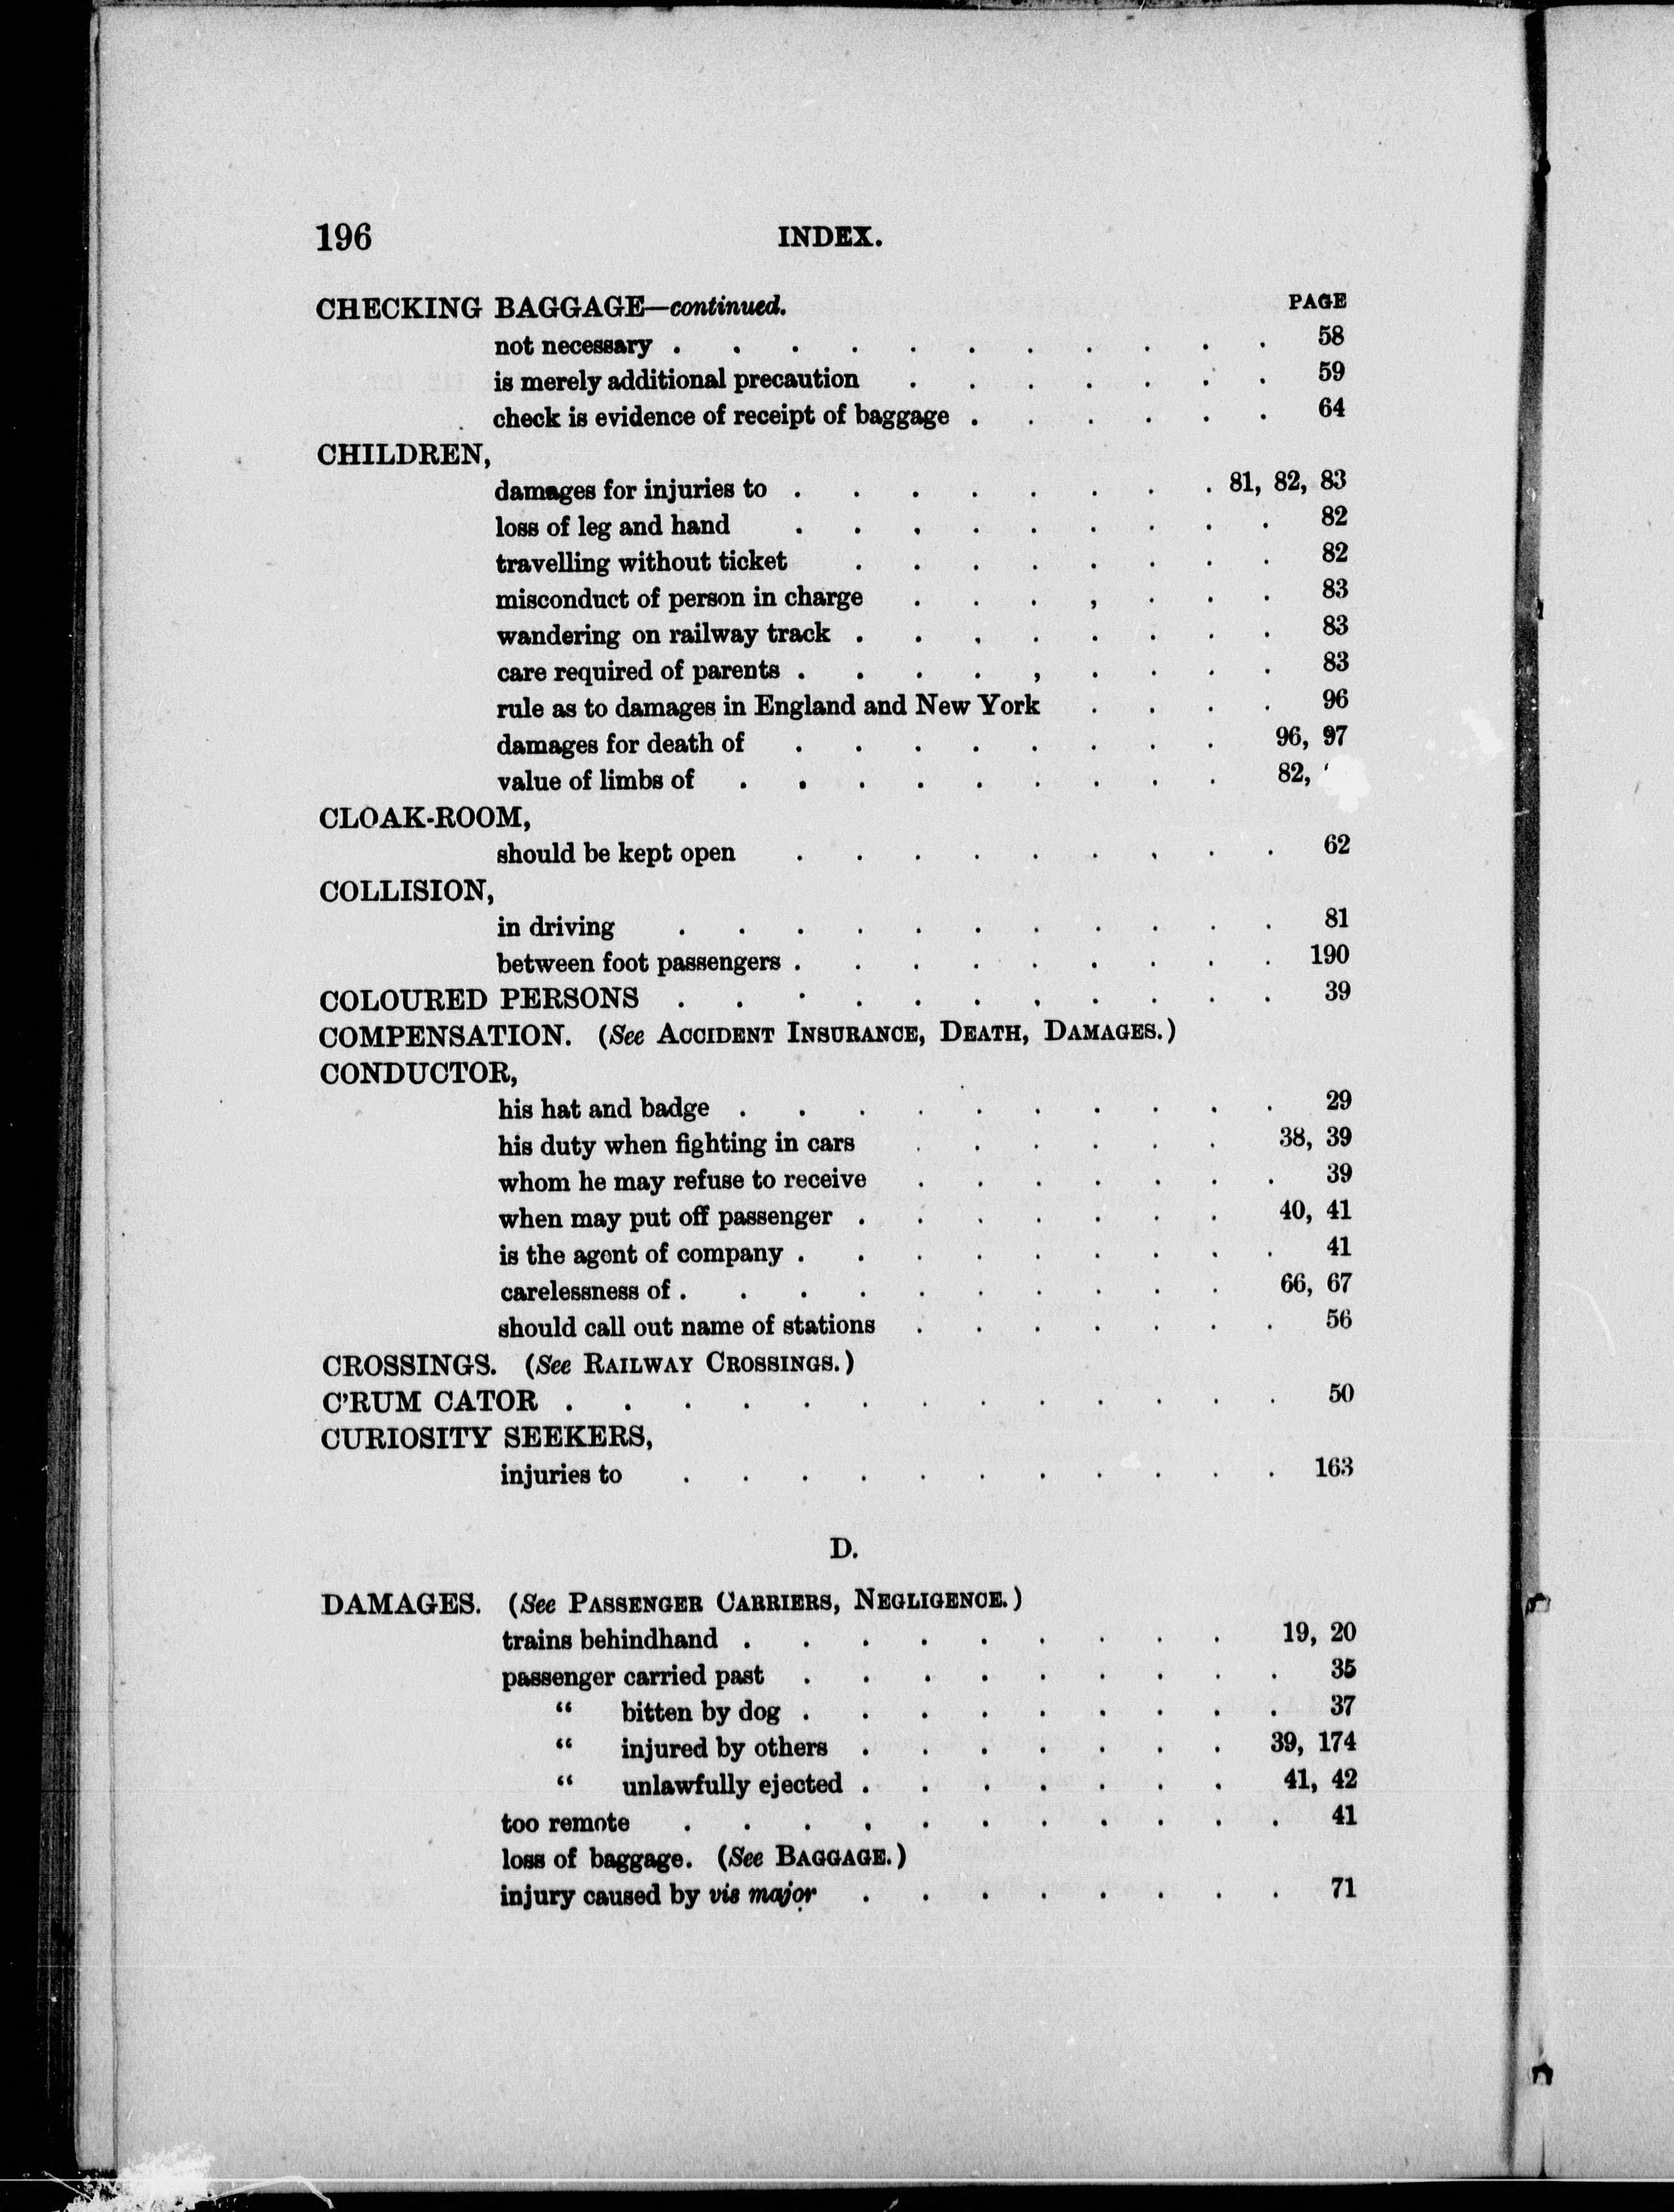 196 INDEX.
CHECKING BAGGAGE—continued. PAGE
not necessary . . . . . . . . . . . 58
is merely additional precaution . . . . . . . 59
check is evidence of receipt of baggage . . . . . . 64
CHILDREN,
damages for injuries to . . . . . . . . 81, 82, 83
loss of leg and hand . . . . . . . . . 82
travelling without ticket . . . . . . . . 82
misconduct of person in charge . . . , . . . 83
wandering on railway track . . . . . . . . 83
care required of parents . . . . , . . . . 83
rule as to damages in England and New York . . . . 96
damages for death of . . . . . . . . 96, 97
value of limbs of . . . . . . . . . 82,
CLOAK-ROOM,
should be kept open . . . . . . . . . 62
COLLISION,
in driving . . . . . . . . . . . 81
between foot passengers . . . . . . . . . 190
COLOURED PERSONS . . . . . . . . . . . 39
COMPENSATION. (See ACCIDENT INSURANCE, DEATH, DAMAGES.)
CONDUCTOR,
his hat and badge . . . . . . . . . . 29
his duty when fighting in cars . . . . . . 38, 39
whom he may refuse to receive . . . . . . . 39
when may put off passenger . . . . . . . 40, 41
is the agent of company . . . . . . . . . 41
carelessness of . . . . . . . . . . 66, 67
should call out name of stations . . . . . . . 56
CROSSINGS. (See RAILWAY CROSSINGS.)
C'RUM CATOR . . . . . . . . . . . . . 50
CURIOSITY SEEKERS,
injuries to . . . . . . . . . . . 163
D.
DAMAGES. (See PASSENGER CARRIERS, NEGLIGENCE.)
trains behindhand . . . . . . . . . 19, 20
passenger carried past . . . . . . . . . 35
“ bitten by dog . . . . . . . . . 37
“ injured by others . . . . . . . 39, 174
“ unlawfully ejected . . . . . . . 41, 42
too remote . . . . . . . . . . . 41
loss of baggage. (See BAGGAGE.)
injury caused by vis major . . . . . . . . 71